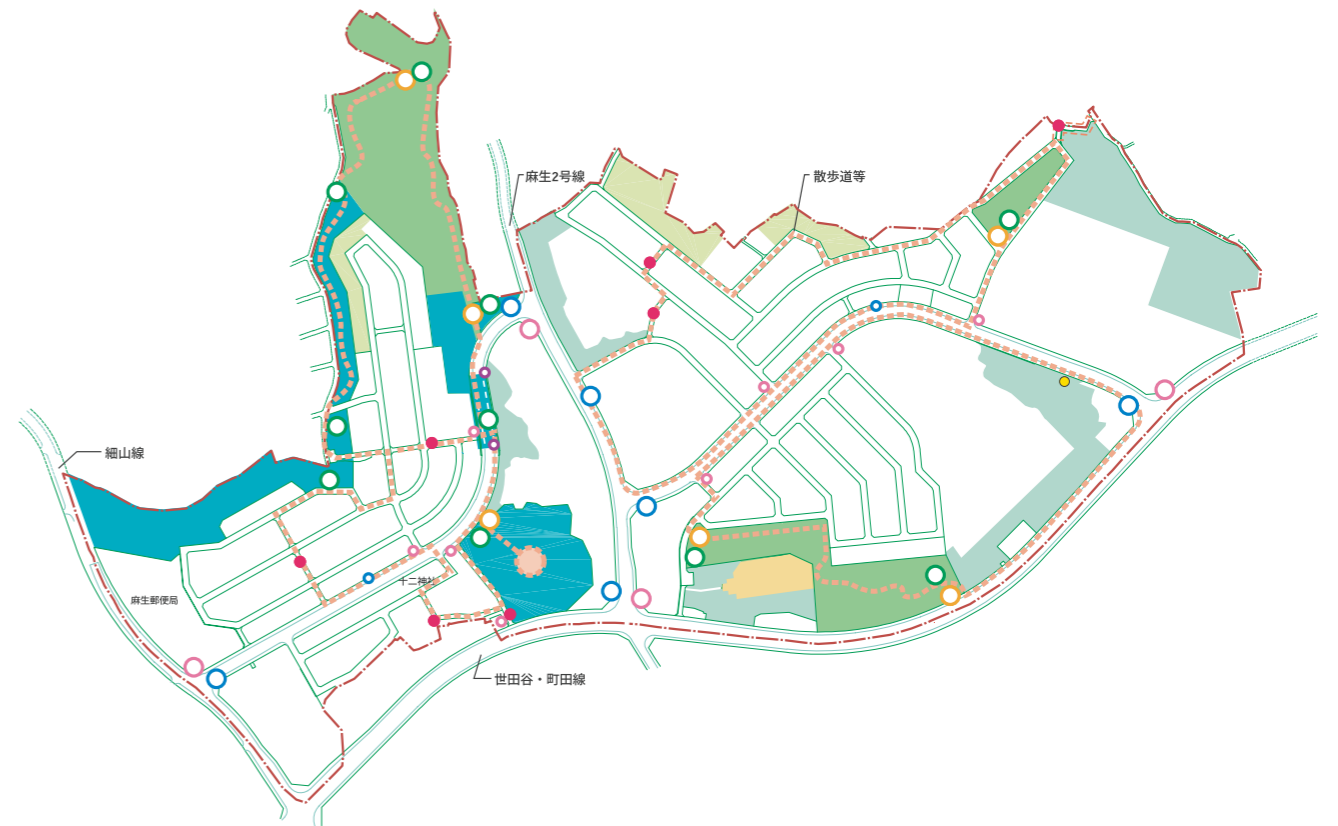 麻生2号線
散歩道等
細山線
十二神社
麻生郵便局
世田谷・町田線